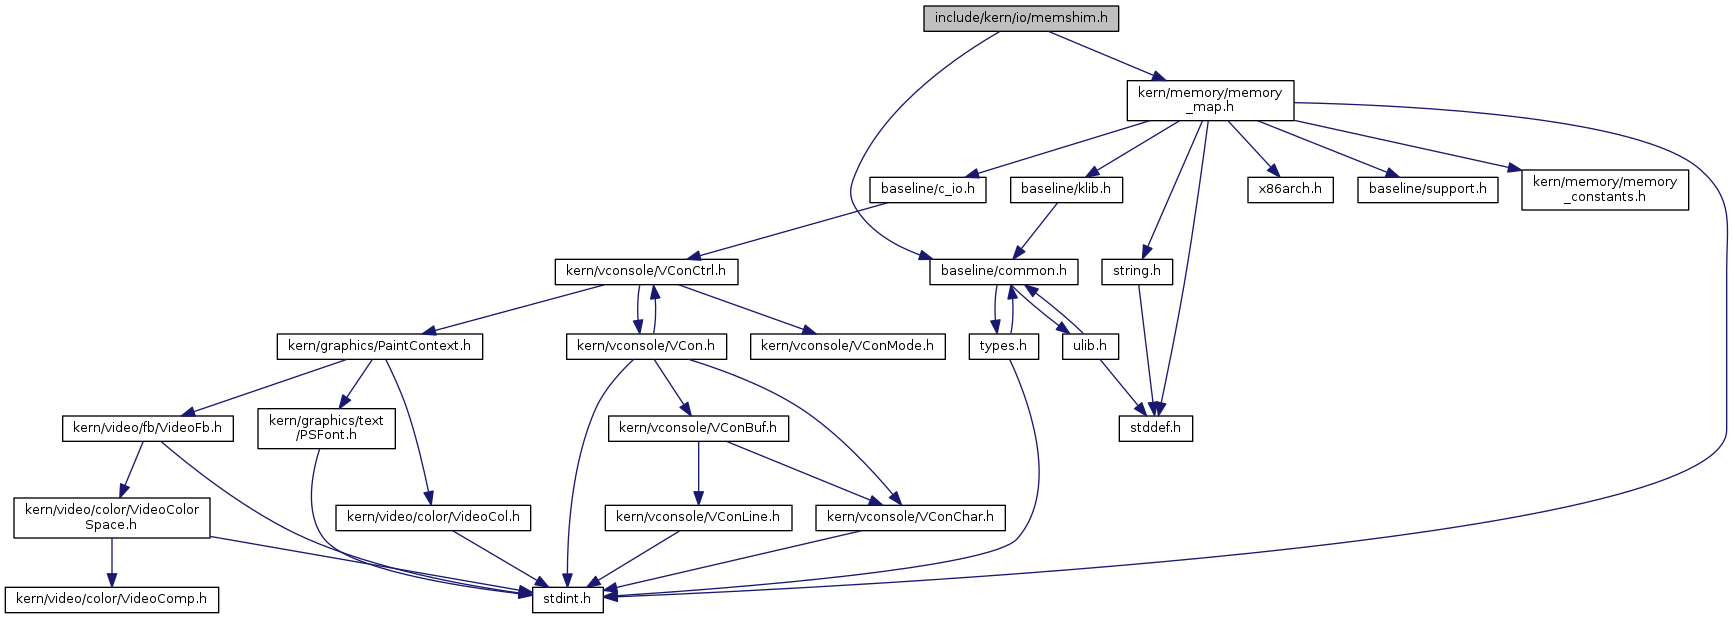 include/kern/io/memshim.h
kern/memory/memory
_map.h
baseline/c_io.h
baseline/klib.h
x86arch.h
baseline/support.h
kern/memory/memory
_constants.h
kern/vconsole/VConCtrl.h
baseline/common.h
string.h
kern/graphics/PaintContext.h
kern/vconsole/VCon.h
kern/vconsole/VConMode.h
types.h
ulib.h
kern/video/fb/VideoFb.h
kern/graphics/text
/PSFont.h
kern/vconsole/VConBuf.h
stddef.h
kern/video/color/VideoColor
Space.h
kern/video/color/VideoCol.h
kern/vconsole/VConLine.h
kern/vconsole/VConChar.h
kern/video/color/VideoComp.h
stdint.h